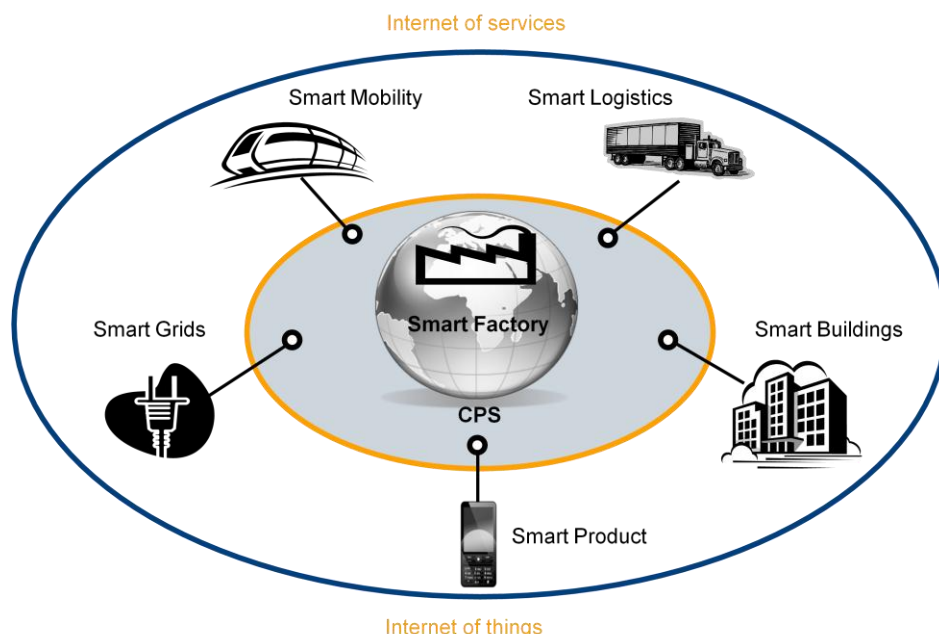 Internet of services
Smart Mobility
Smart Logistics
Smart Factory
Smart Grids
Smart Buildings
CPS
Smart Product
Internet of things